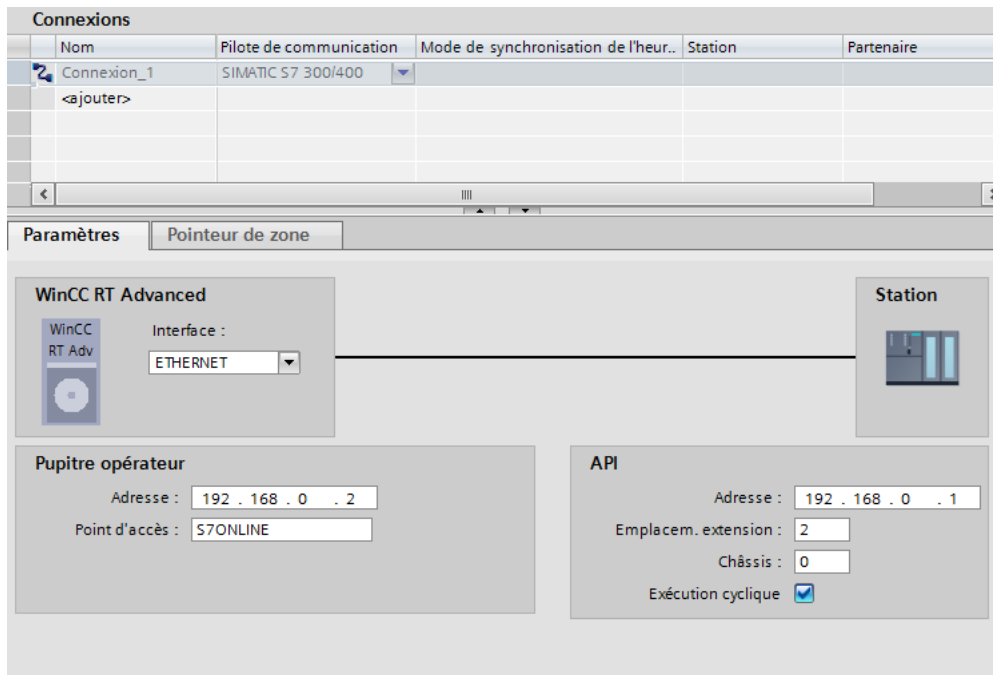 Connexions
Nom Pilote de communication Mode de synchronisation de l'heur.. Station Partenaire
Connexion_1 SIMATIC S7 300/400
<ajouter>
Paramètres Pointeur de zone
WinCC RT Advanced
Station
WinCC
RT Adv
Interface :
ETHERNET
Pupitre opérateur
Adresse : 192 . 168 . 0 . 2
Point d'accès : S7ONLINE
API
Adresse : 192 . 168 . 0 . 1
Emplacem. extension : 2
Châssis : 0
Exécution cyclique